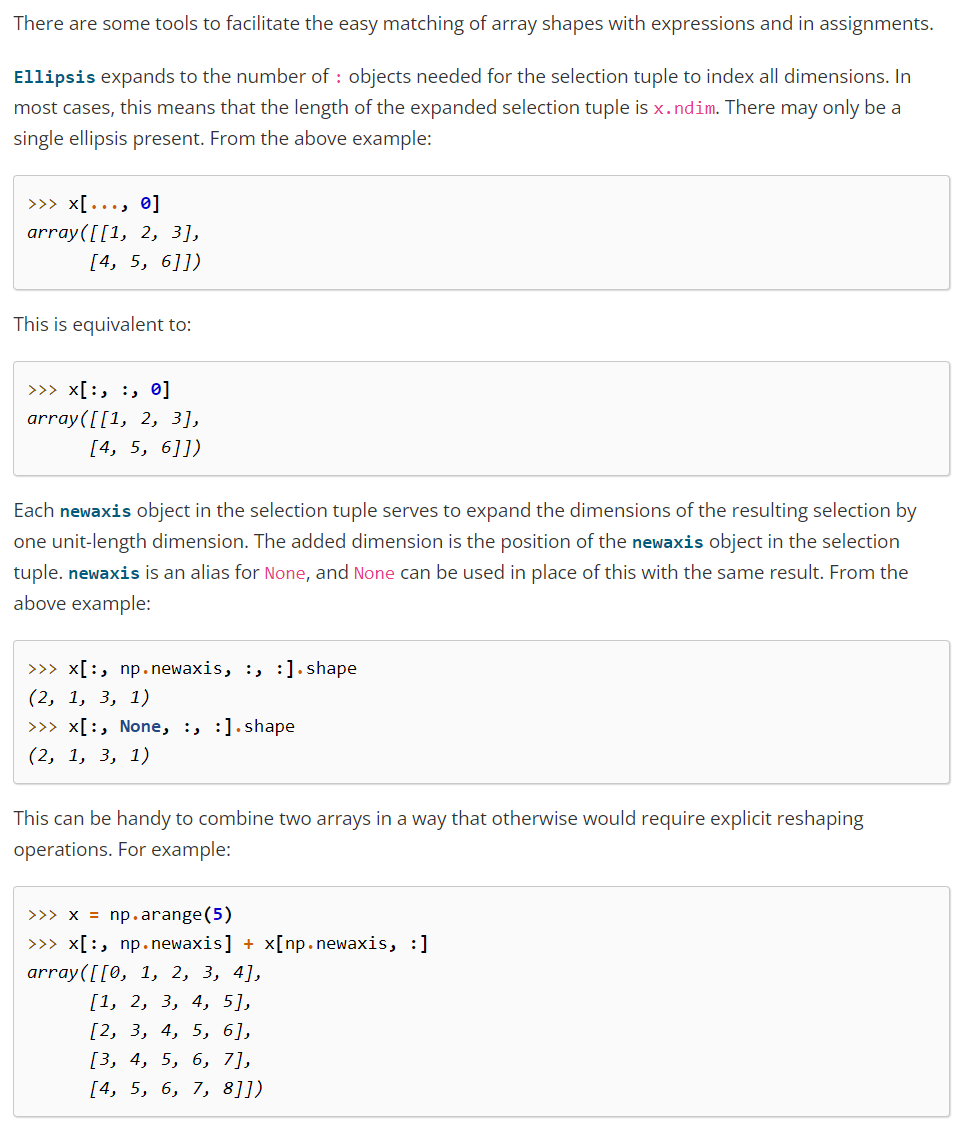 There are some tools to facilitate the easy matching of array shapes with expressions and in assignments.
Ellipsis expands to the number of : objects needed for the selection tuple to index all dimensions. In
most cases, this means that the length of the expanded selection tuple is x.ndim. There may only be a
single ellipsis present. From the above example:
>>> x[..., 0]
array([[1, 2, 3],
      [4, 5, 6]])
This is equivalent to:
>>> x[:, :, 0]
array([[1, 2, 3],
      [4, 5, 6]])
Each newaxis object in the selection tuple serves to expand the dimensions of the resulting selection by
one unit-length dimension. The added dimension is the position of the newaxis object in the selection
tuple. newaxis is an alias for None, and None can be used in place of this with the same result. From the
above example:
>>> x[:, np.newaxis, :, :].shape
(2, 1, 3, 1)
>>> x[:, None, :, :].shape
(2, 1, 3, 1)
This can be handy to combine two arrays in a way that otherwise would require explicit reshaping
operations. For example:
>>> x = np.arange(5)
>>> x[:, np.newaxis] + x[np.newaxis, :]
array([[0, 1, 2, 3, 4],
      [1, 2, 3, 4, 5],
      [2, 3, 4, 5, 6],
      [3, 4, 5, 6, 7],
      [4, 5, 6, 7, 8]])